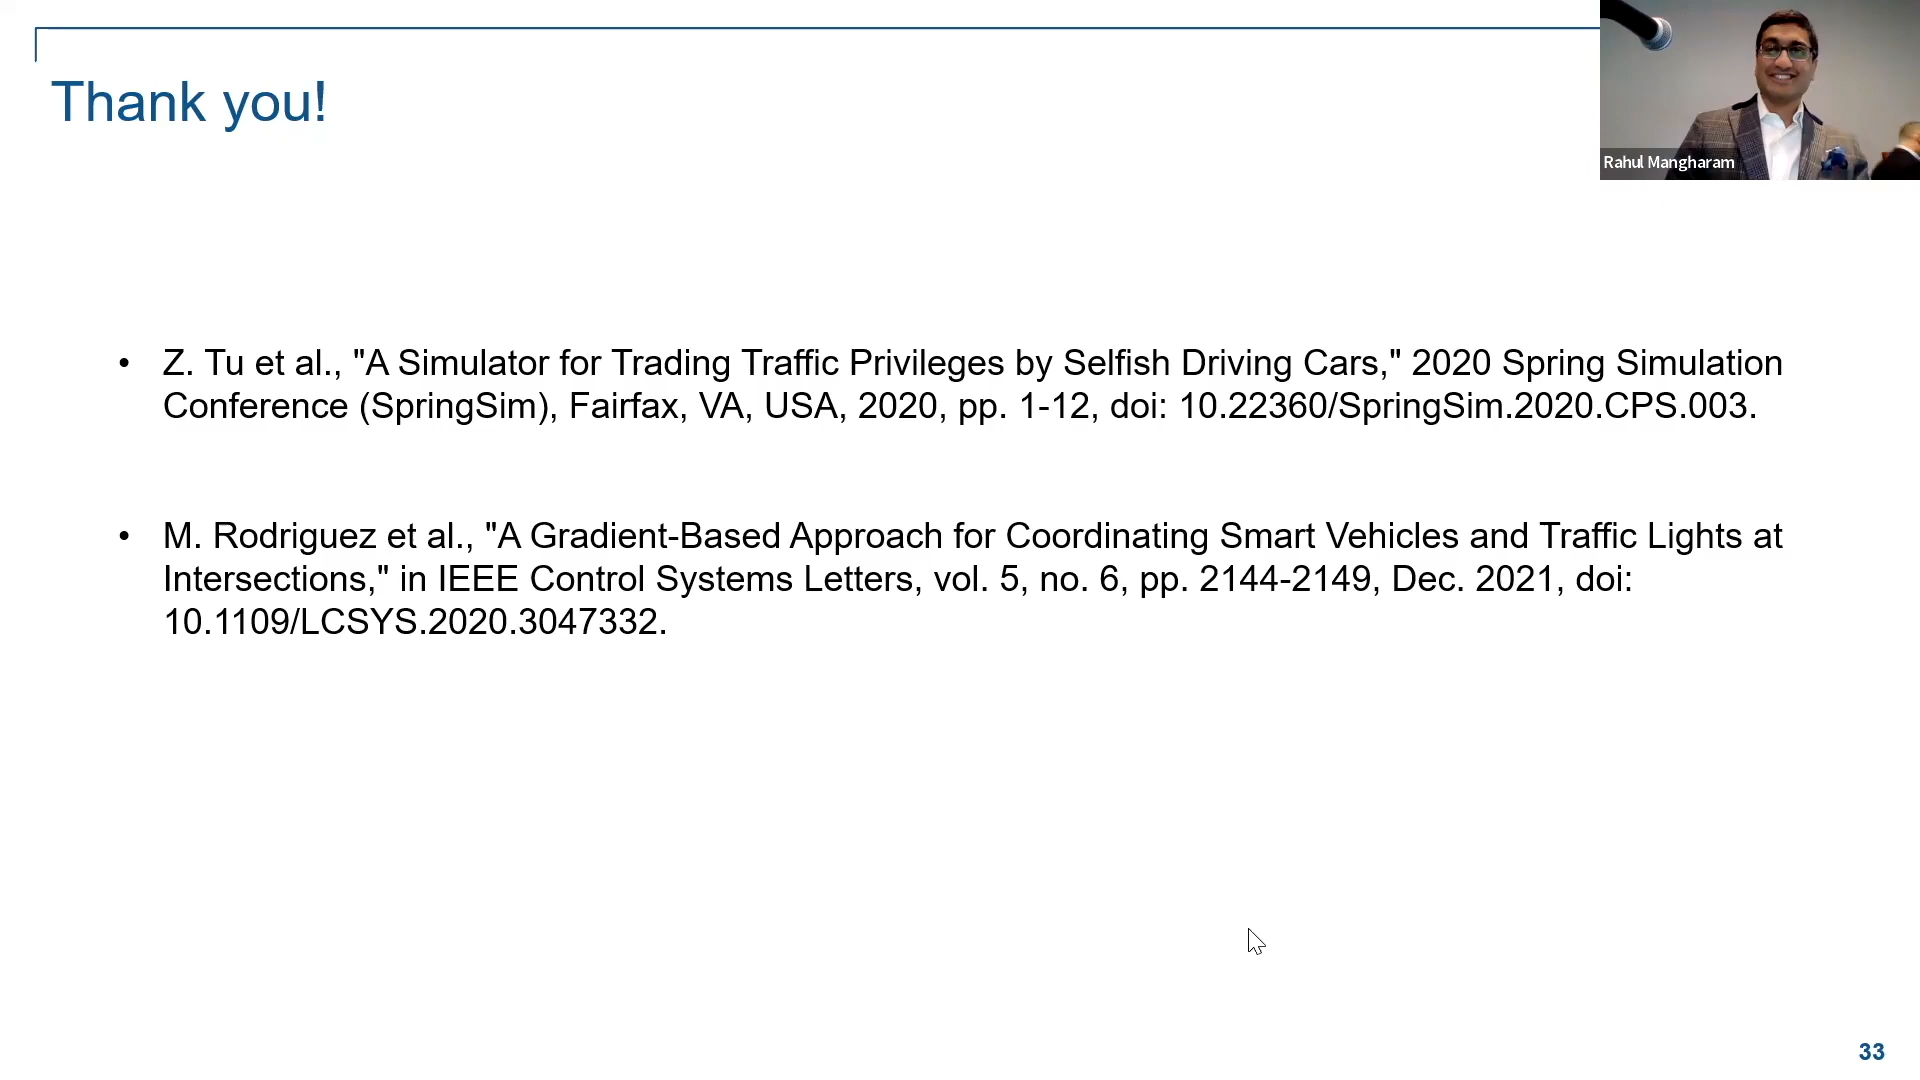 Thank you!
Rahul Mangharam
• Z. Tu et al., "A Simulator for Trading Traffic Privileges by Selfish Driving Cars," 2020 Spring Simulation
Conference (SpringSim), Fairfax, VA, USA, 2020, pp. 1-12, doi: 10.22360/SpringSim.2020.CPS.003.
• M. Rodriguez et al., "A Gradient-Based Approach for Coordinating Smart Vehicles and Traffic Lights at
Intersections," in IEEE Control Systems Letters, vol. 5, no. 6, pp. 2144-2149, Dec. 2021, doi:
10.1109/LCSYS.2020.3047332.
33